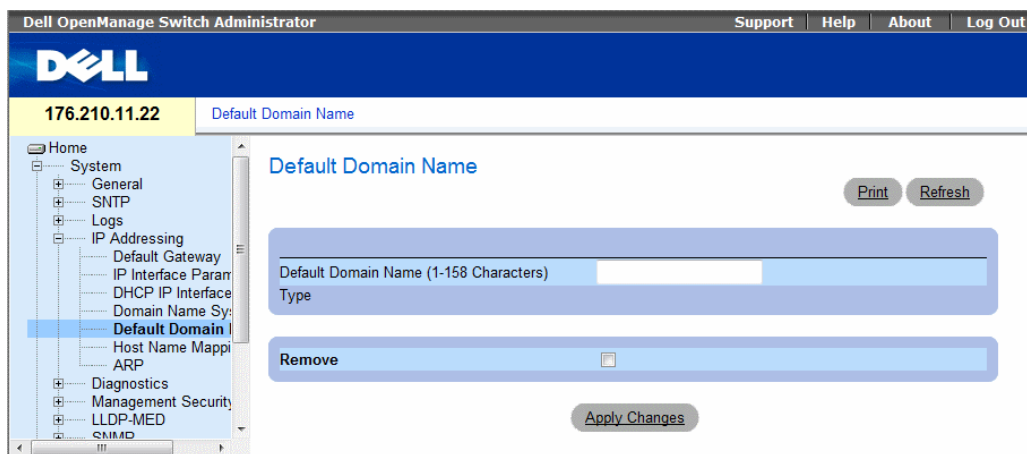 Dell OpenManage Switch Administrator
Support
Help
About
Log Out
DELL
176.210.11.22
Default Domain Name
Home
System
General
SNTP
Logs
IP Addressing
Default Gateway
IP Interface Param
DHCP IP Interface
Domain Name Sy
Default Domain
Host Name Mappi
ARP
Diagnostics
Management Security
LLDP-MED
SNMP
Default Domain Name
Print
Refresh
Default Domain Name (1-158 Characters)
Type
Remove
Apply Changes